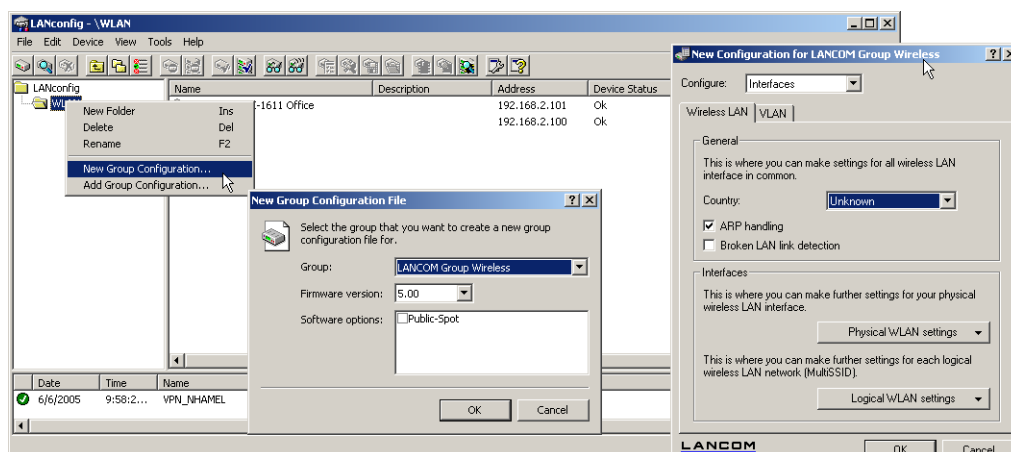 LANconfig - \WLAN
File Edit Device View Tools Help
LANconfig
Name Description Address Device Status
-1611 Office 192.168.2.101 Ok
192.168.2.100 Ok
New Folder Ins
Delete Del
Rename F2
New Group Configuration...
Add Group Configuration...
New Group Configuration File
Select the group that you want to create a new group
configuration file for.
Group: LANCOM Group Wireless
Firmware version: 5.00
Software options: Public-Spot
OK Cancel
Date Time Name
6/6/2005 9:58:2... VPN_NHAMEL
New Configuration for LANCOM Group Wireless
Configure: Interfaces
Wireless LAN VLAN
General
This is where you can make settings for all wireless LAN
interface in common.
Country: Unknown
ARP handling
Broken LAN link detection
Interfaces
This is where you can make further settings for your physical
wireless LAN interface.
Physical WLAN settings
This is where you can make further settings for each logical
wireless LAN network (MultiSSID).
Logical WLAN settings
LANCOM
OK Cancel